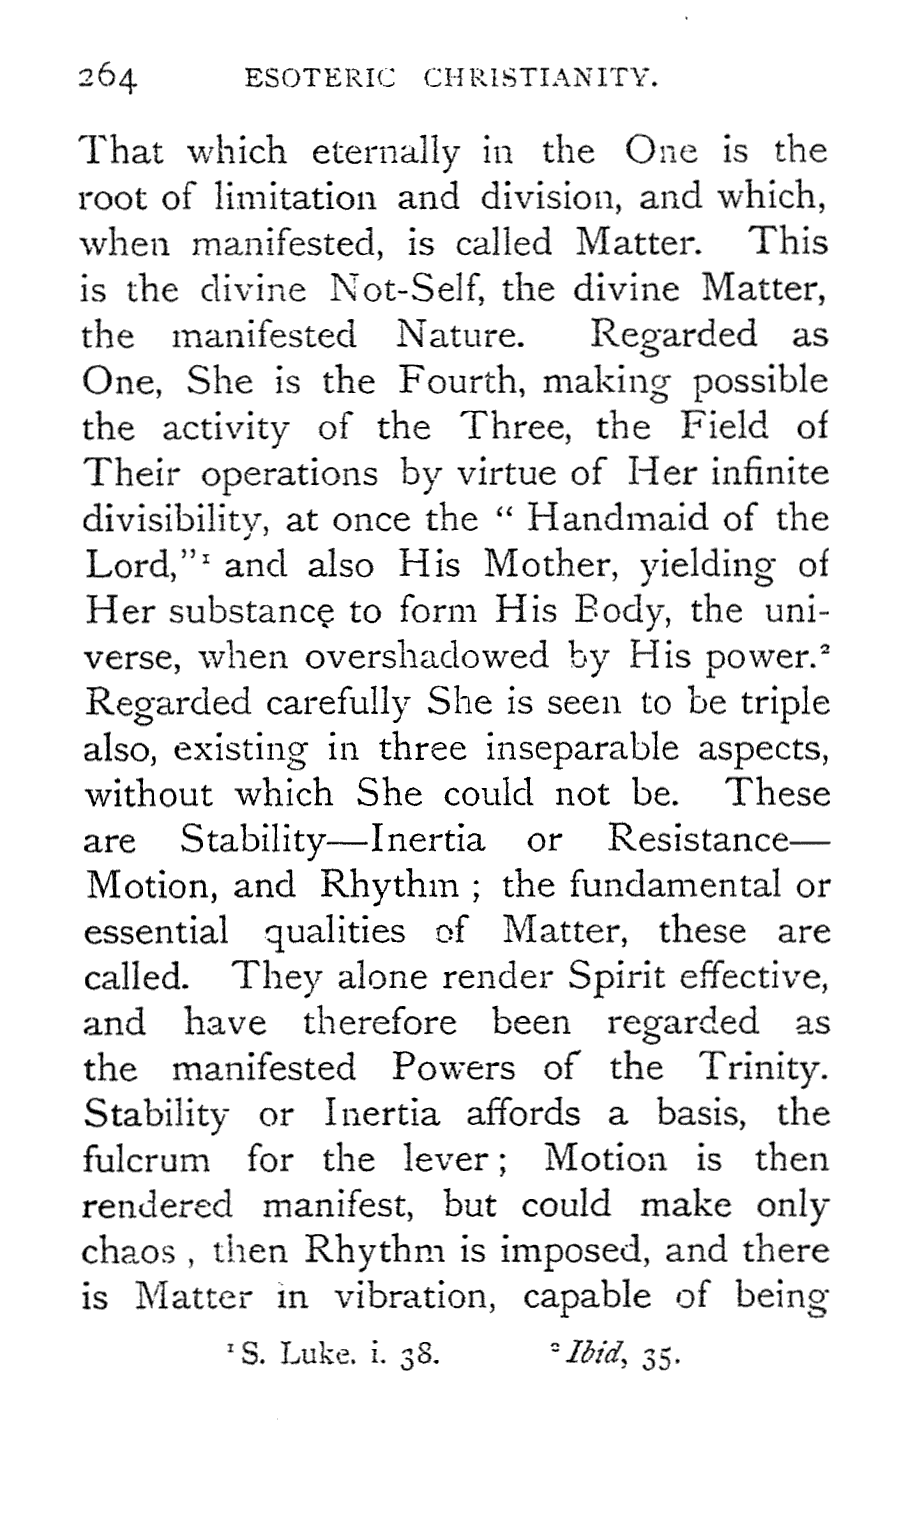 264 ESOTERIC CHRISTIANITY.
That which eternally in the One is the
root of limitation and division, and which,
when manifested, is called Matter. This
is the divine Not-Self, the divine Matter,
the manifested Nature. Regarded as
One, She is the Fourth, making possible
the activity of the Three, the Field of
Their operations by virtue of Her infinite
divisibility, at once the “ Handmaid of the
Lord,”¹ and also His Mother, yielding of
Her substance to form His Body, the uni-
verse, when overshadowed by His power.²
Regarded carefully She is seen to be triple
also, existing in three inseparable aspects,
without which She could not be. These
are Stability—Inertia or Resistance—
Motion, and Rhythm ; the fundamental or
essential qualities of Matter, these are
called. They alone render Spirit effective,
and have therefore been regarded as
the manifested Powers of the Trinity.
Stability or Inertia affords a basis, the
fulcrum for the lever ; Motion is then
rendered manifest, but could make only
chaos , then Rhythm is imposed, and there
is Matter in vibration, capable of being
¹ S. Luke. i. 38. ² Ibid, 35.